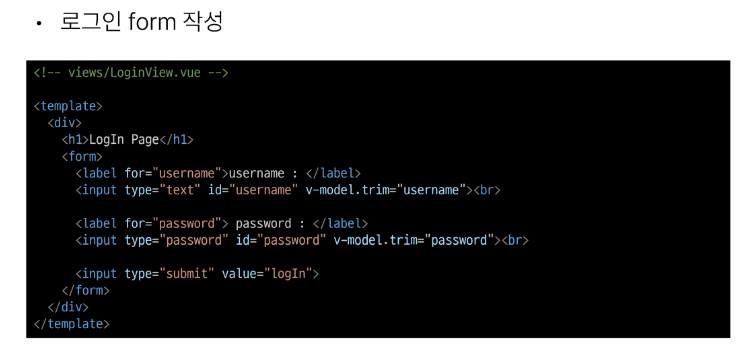 • 로그인 form 작성
<!-- views/LoginView.vue -->
<template>
<div>
<h1>LogIn Page</h1>
<form>
<label for="username">username : </label>
<input type="text" id="username" v-model.trim="username"><br>
<label for="password"> password : </label>
<input type="password" id="password" v-model.trim="password"><br>
<input type="submit" value="logIn">
</form>
</div>
</template>